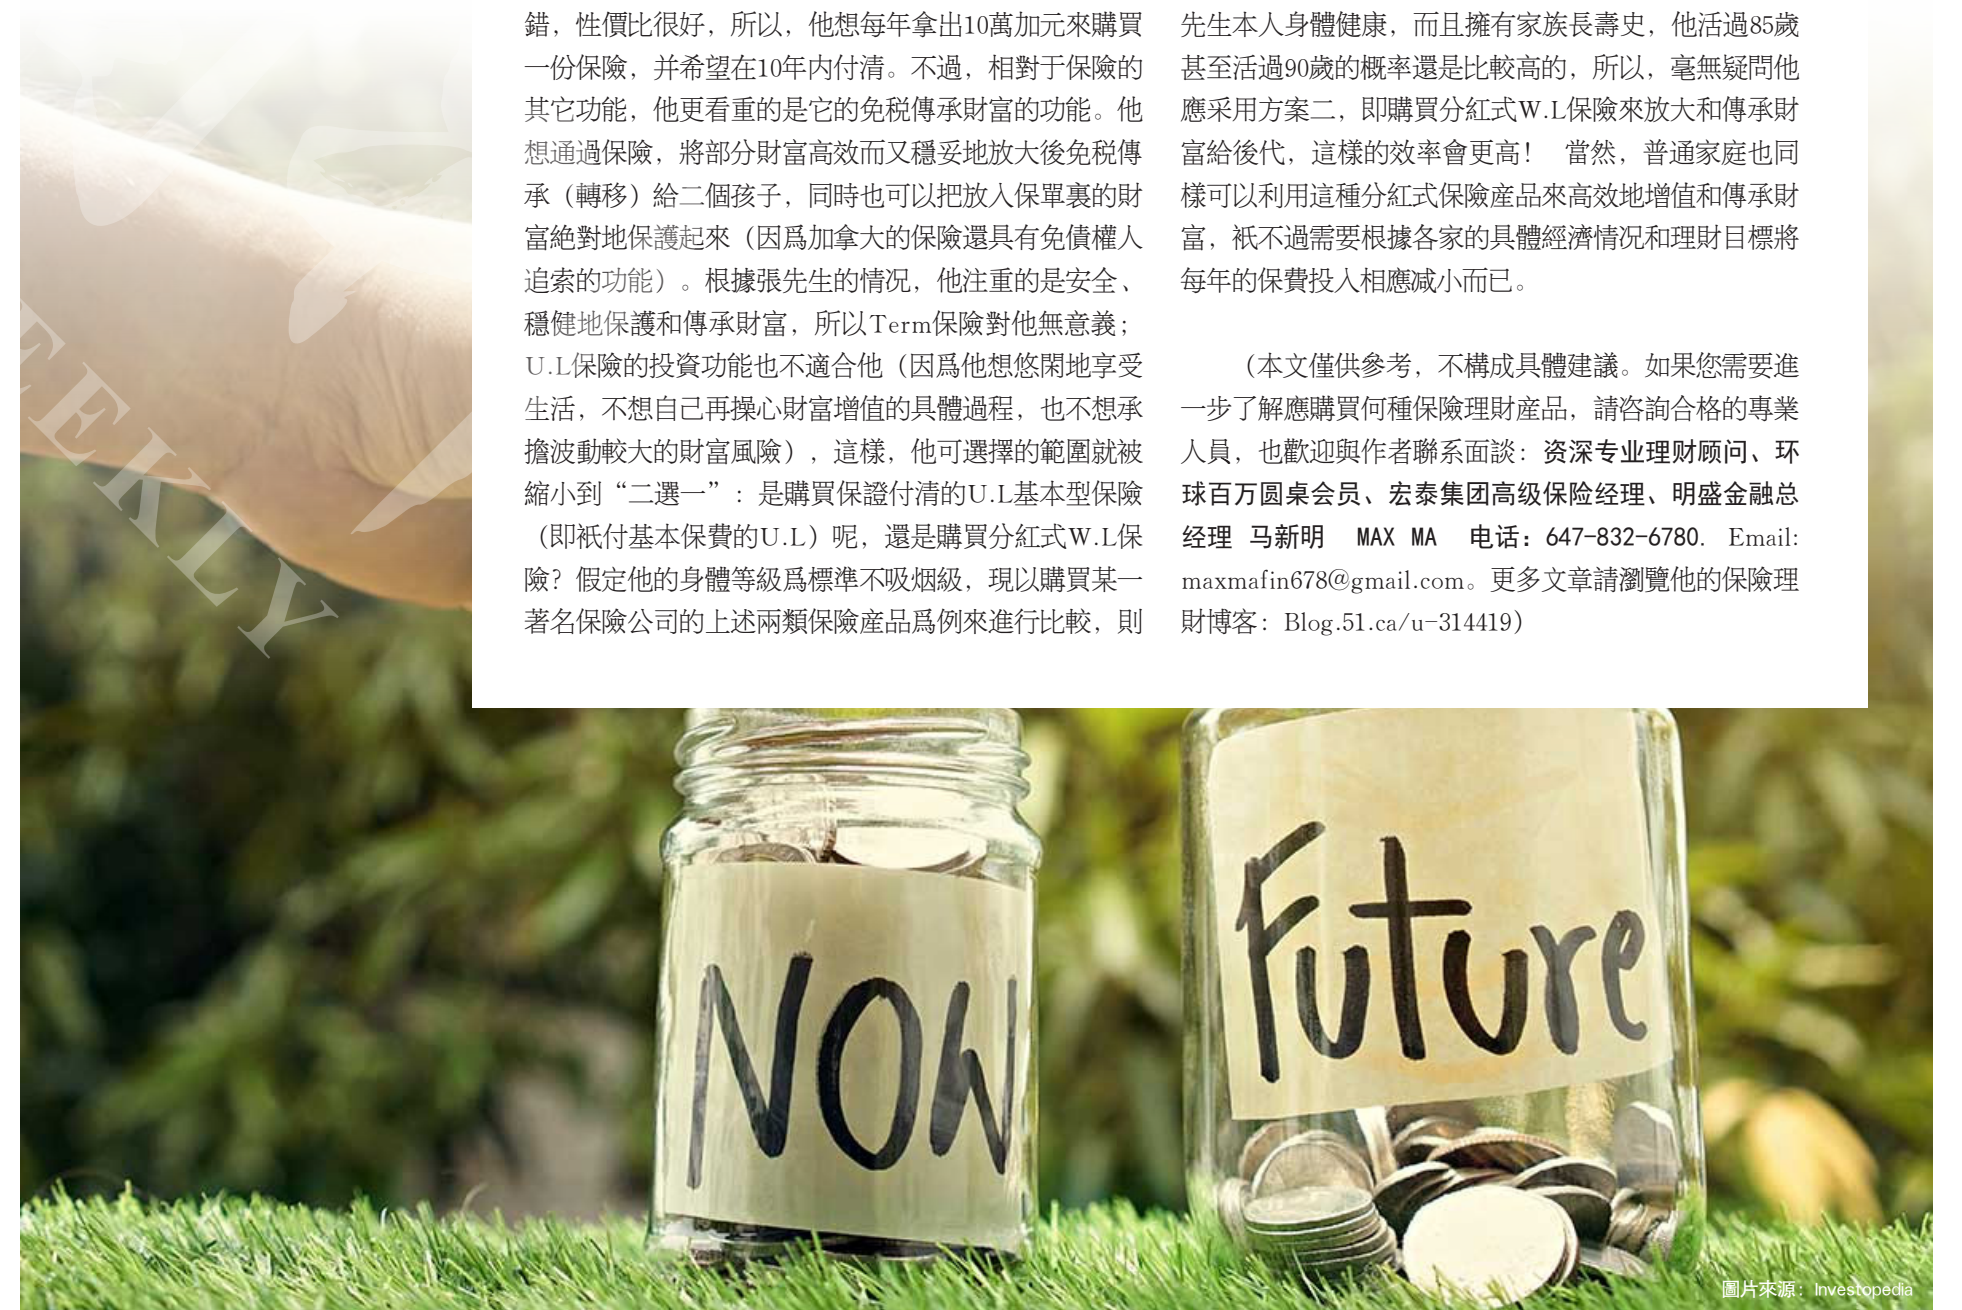 錯，性價比很好，所以，他想每年拿出10萬加元來購買
一份保險，并希望在10年内付清。不過，相對于保險的
其它功能，他更看重的是它的免税傳承財富的功能。他
想通過保險，將部分財富高效而又穩妥地放大後免税傳
承（轉移）給二個孩子，同時也可以把放入保單裏的財
富絶對地保護起來（因爲加拿大的保險還具有免債權人
追索的功能）。根據張先生的情况，他注重的是安全、
穩健地保護和傳承財富，所以Term保險對他無意義；
U.L保險的投資功能也不適合他（因爲他想悠閑地享受
生活，不想自己再操心財富增值的具體過程，也不想承
擔波動較大的財富風險），這樣，他可選擇的範圍就被
縮小到“二選一”：是購買保證付清的U.L基本型保險
（即衹付基本保費的U.L）呢，還是購買分紅式W.L保
險？假定他的身體等級爲標準不吸烟級，現以購買某一
著名保險公司的上述兩類保險産品爲例來進行比較，則
先生本人身體健康，而且擁有家族長壽史，他活過85歲
甚至活過90歲的概率還是比較高的，所以，毫無疑問他
應采用方案二，即購買分紅式W.L保險來放大和傳承財
富給後代，這樣的效率會更高！ 當然，普通家庭也同
樣可以利用這種分紅式保險産品來高效地增值和傳承財
富，衹不過需要根據各家的具體經濟情况和理財目標將
每年的保費投入相應减小而已。
（本文僅供參考，不構成具體建議。如果您需要進
一步了解應購買何種保險理財産品，請咨詢合格的專業
人員，也歡迎與作者聯系面談：资深专业理财顾问、环
球百万圆桌会员、宏泰集团高级保险经理、明盛金融总
经理 马新明 MAX MA 电话：647-832-6780. Email:
maxmafin678@gmail.com。更多文章請瀏覽他的保險理
財博客：Blog.51.ca/u-314419）
EEKLY
NOW
Future
圖片來源：Investopedia